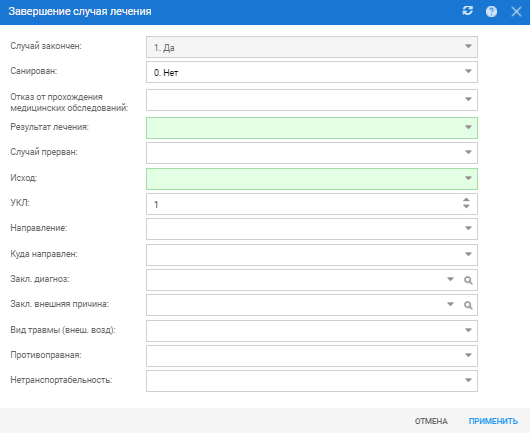 Завершение случая лечения
Случай закончен:
1. Да
Санирован:
0. Нет
Отказ от прохождения
медицинских обследований:
Результат лечения:
Случай прерван:
Исход:
УКЛ:
1
Направление:
Куда направлен:
Закл. диагноз:
Закл. внешняя причина:
Вид травмы (внеш. возд):
Противоправная:
Нетранспортабельность:
ОТМЕНА
ПРИМЕНИТЬ